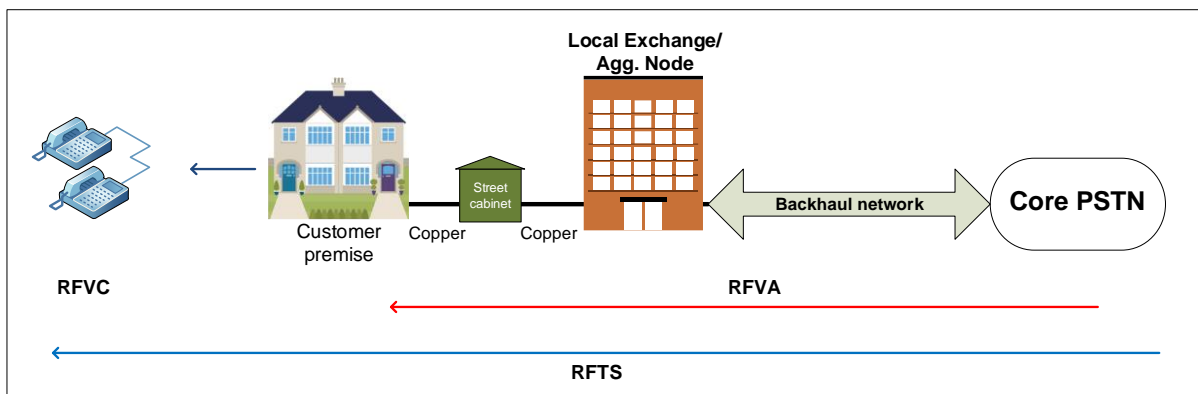 Local Exchange/
Agg. Node
Street
cabinet
Backhaul network
Core PSTN
Customer
premise
Copper
Copper
RFVC
RFVA
RFTS